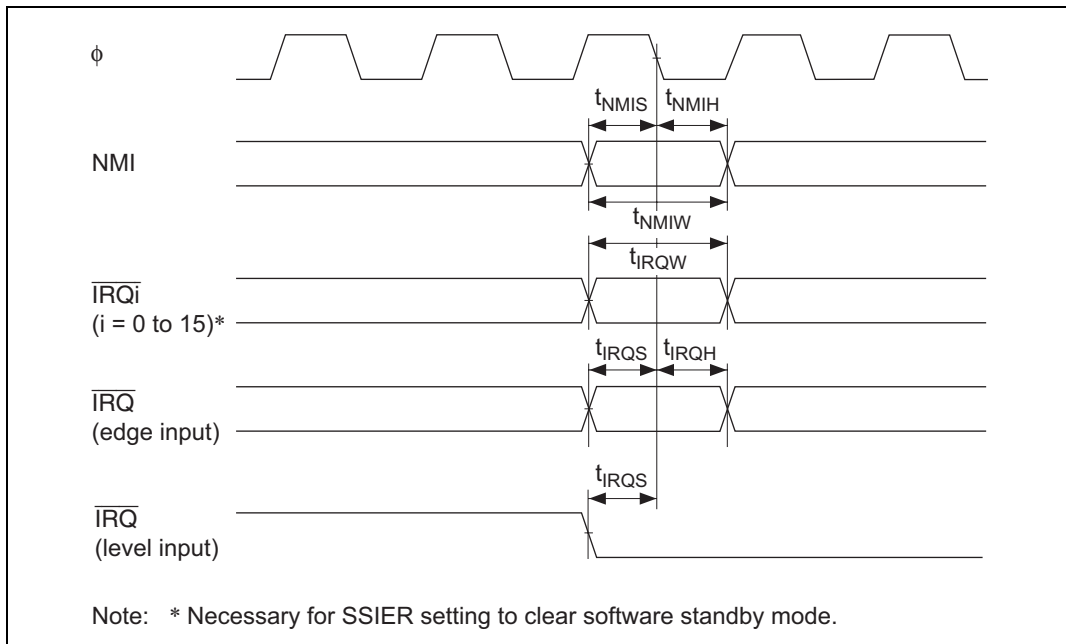 ϕ
tNMIS tNMIH
NMI
tNMIW
tIRQW
IRQi
(i = 0 to 15)*
tIRQS tIRQH
IRQ
(edge input)
tIRQS
IRQ
(level input)
Note: * Necessary for SSIER setting to clear software standby mode.